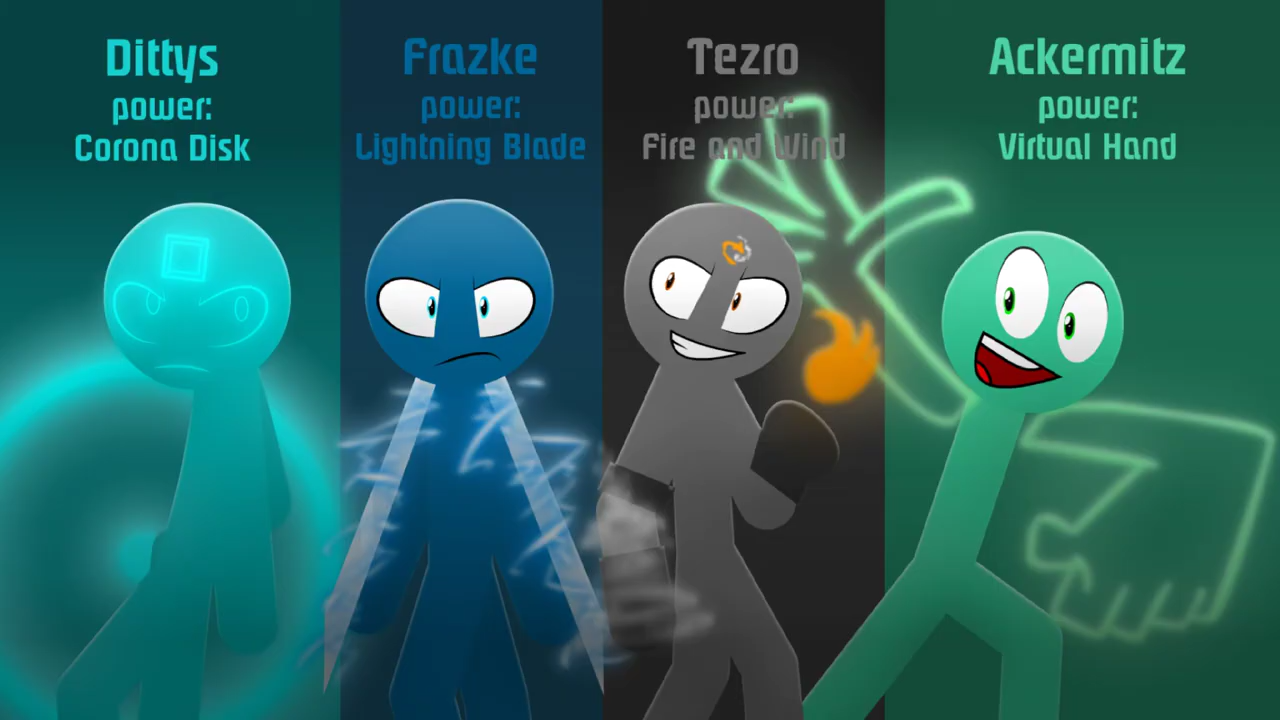 Dittys
power:
Corona Disk
Frazke
power:
Lightning Blade
Tezro
power:
Fire and Wind
Ackermitz
power:
Virtual Hand